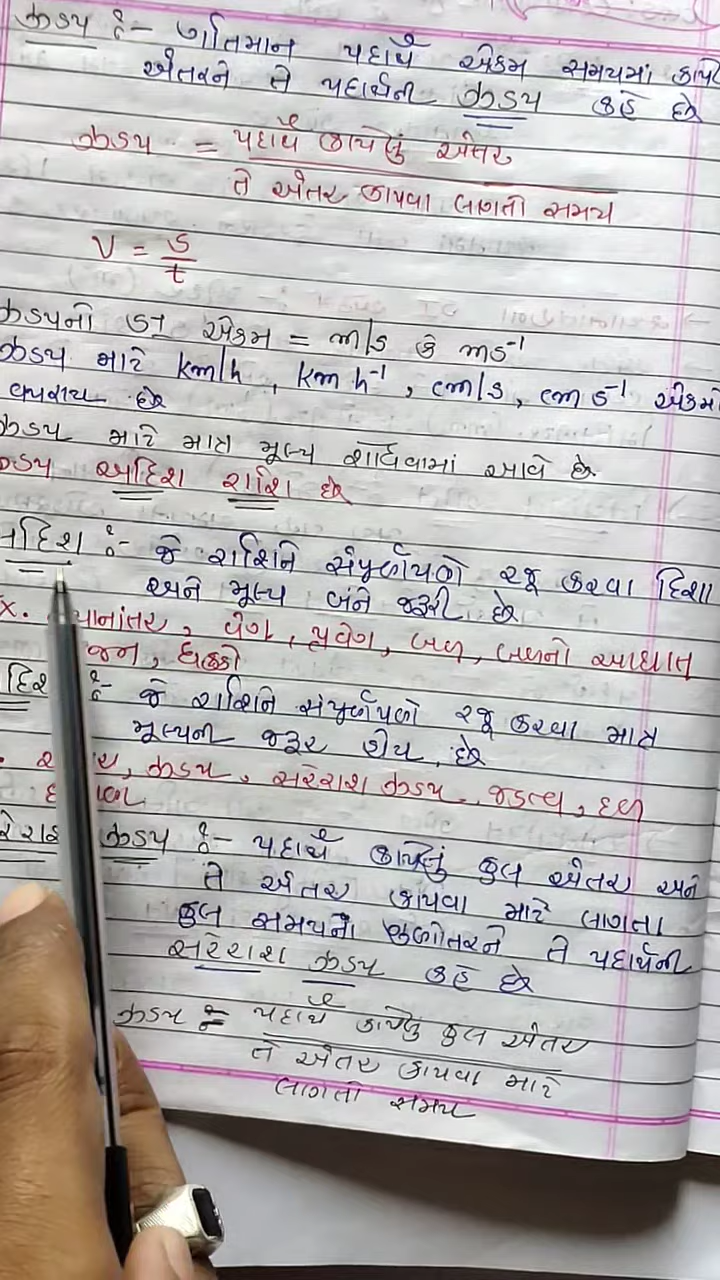 ઝડપ :- ગતિમાન પદાર્થે એકમ સમયમાં કાપેલ
અંતરને તે પદાર્થની ઝડપ કહે છે
ઝડપ = પદાર્થે કાપેલું અંતર
તે અંતર કાપવા લાગતો સમય
V = S
t
ઝડપનો SI એકમ = m/s કે ms⁻¹
ઝડપ માટે km/h, km h⁻¹, cm/s, cm s⁻¹ એકમો
વપરાય છે
ઝડપ માટે માત્ર મૂલ્ય શોધવામાં આવે છે
ઝડપ અદિશ રાશિ છે
સદિશ :- જે રાશિને સંપૂર્ણપણે રજૂ કરવા દિશા
અને મૂલ્ય બંને જરૂરી છે
x. સ્થાનાંતર, વેગ, પ્રવેગ, બળ, બળનો આઘાત
વજન, ધક્કો
અદિશ :- જે રાશિને સંપૂર્ણપણે રજૂ કરવા માત્ર
મૂલ્યની જરૂર હોય છે
ઝડપ, સરેરાશ ઝડપ, જડત્વ, દળ
સરેરાશ ઝડપ :- પદાર્થે કાપેલું કુલ અંતર અને
તે અંતર કાપવા માટે લાગતા
કુલ સમયના ગુણોતરને તે પદાર્થની
સરેરાશ ઝડપ કહે છે
ઝડપ = પદાર્થે કાપેલું કુલ અંતર
તે અંતર કાપવા માટે
લાગતો સમય